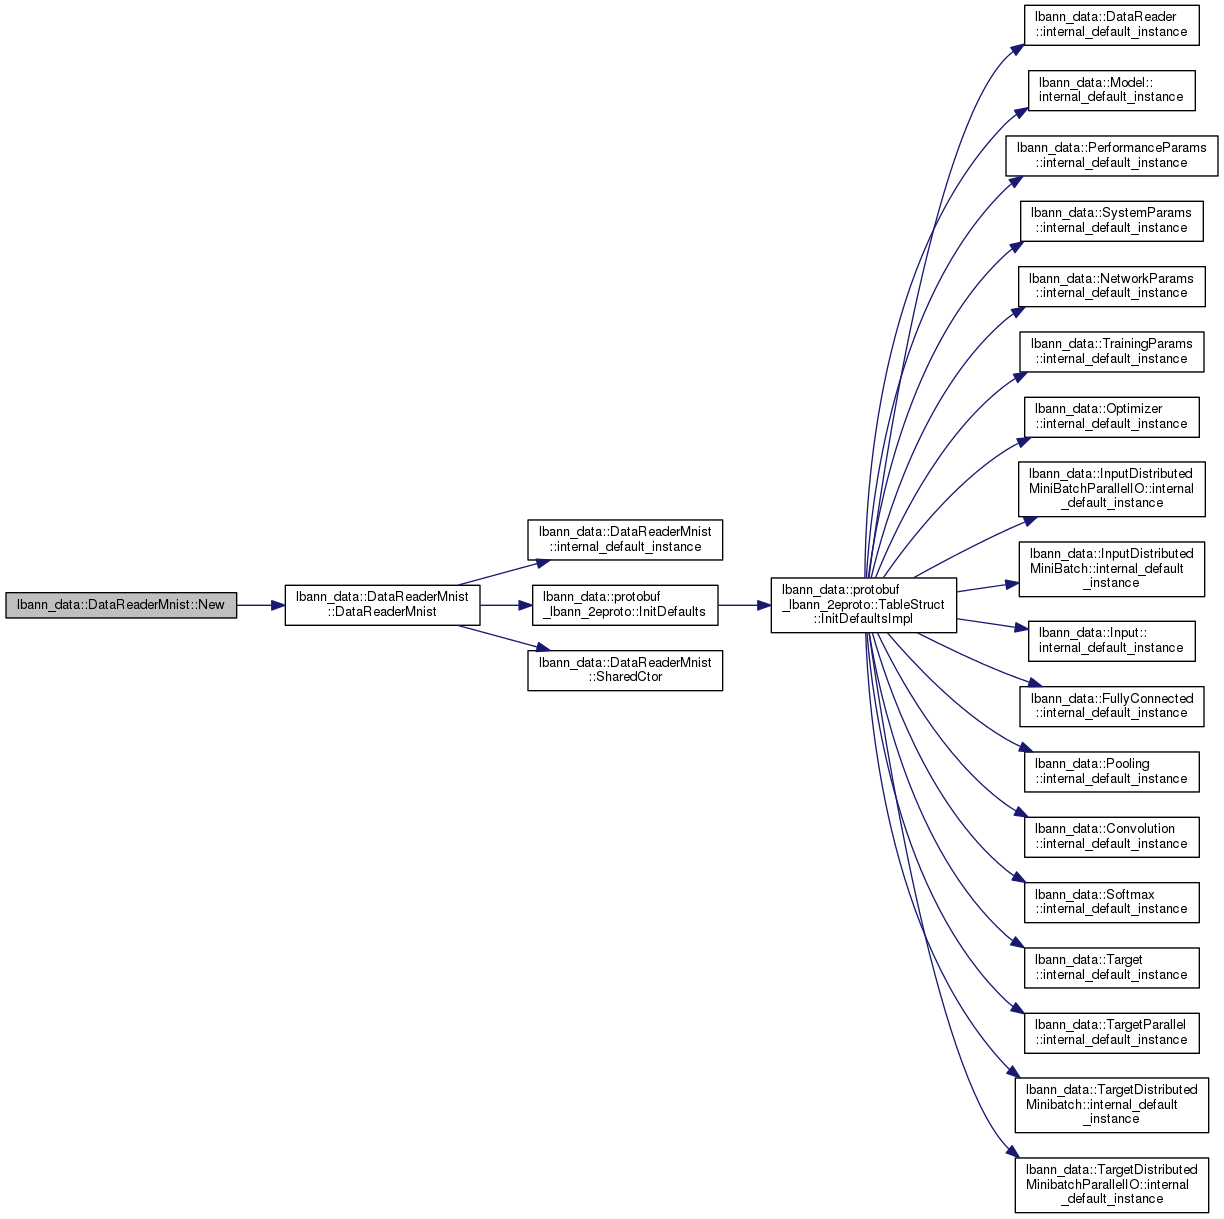 lbann_data::DataReaderMnist::New
lbann_data::DataReaderMnist
::DataReaderMnist
lbann_data::DataReaderMnist
::internal_default_instance
lbann_data::protobuf
_lbann_2eproto::InitDefaults
lbann_data::DataReaderMnist
::SharedCtor
lbann_data::protobuf
_lbann_2eproto::TableStruct
::InitDefaultsImpl
lbann_data::DataReader
::internal_default_instance
lbann_data::Model::
internal_default_instance
lbann_data::PerformanceParams
::internal_default_instance
lbann_data::SystemParams
::internal_default_instance
lbann_data::NetworkParams
::internal_default_instance
lbann_data::TrainingParams
::internal_default_instance
lbann_data::Optimizer
::internal_default_instance
lbann_data::InputDistributed
MiniBatchParallelIO::internal
_default_instance
lbann_data::InputDistributed
MiniBatch::internal_default
_instance
lbann_data::Input::
internal_default_instance
lbann_data::FullyConnected
::internal_default_instance
lbann_data::Pooling
::internal_default_instance
lbann_data::Convolution
::internal_default_instance
lbann_data::Softmax
::internal_default_instance
lbann_data::Target
::internal_default_instance
lbann_data::TargetParallel
::internal_default_instance
lbann_data::TargetDistributed
Minibatch::internal_default
_instance
lbann_data::TargetDistributed
MinibatchParallelIO::internal
_default_instance